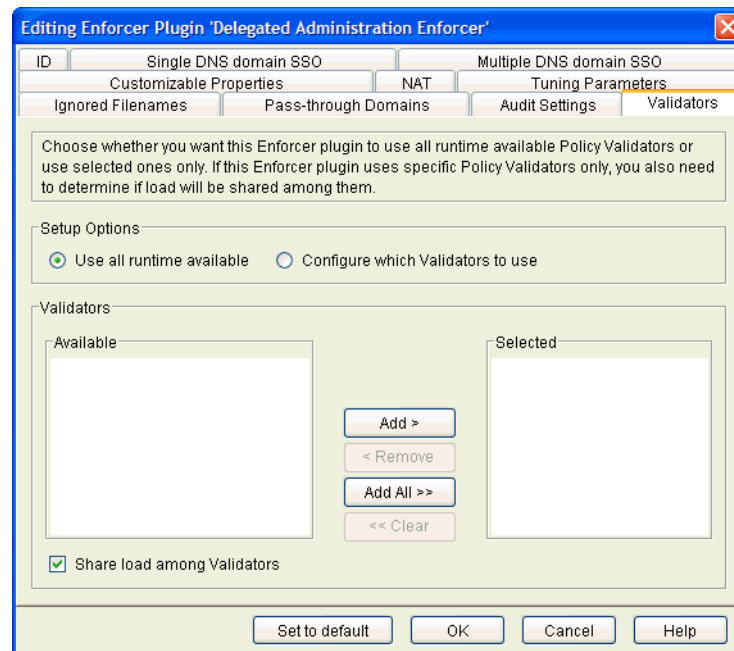 Editing Enforcer Plugin 'Delegated Administration Enforcer'
ID Single DNS domain SSO Multiple DNS domain SSO
Customizable Properties NAT Tuning Parameters
Ignored Filenames Pass-through Domains Audit Settings Validators
Choose whether you want this Enforcer plugin to use all runtime available Policy Validators or
use selected ones only. If this Enforcer plugin uses specific Policy Validators only, you also need
to determine if load will be shared among them.
Setup Options
Use all runtime available Configure which Validators to use
Validators
Available Selected
Add >
< Remove
Add All >>
<< Clear
Share load among Validators
Set to default OK Cancel Help